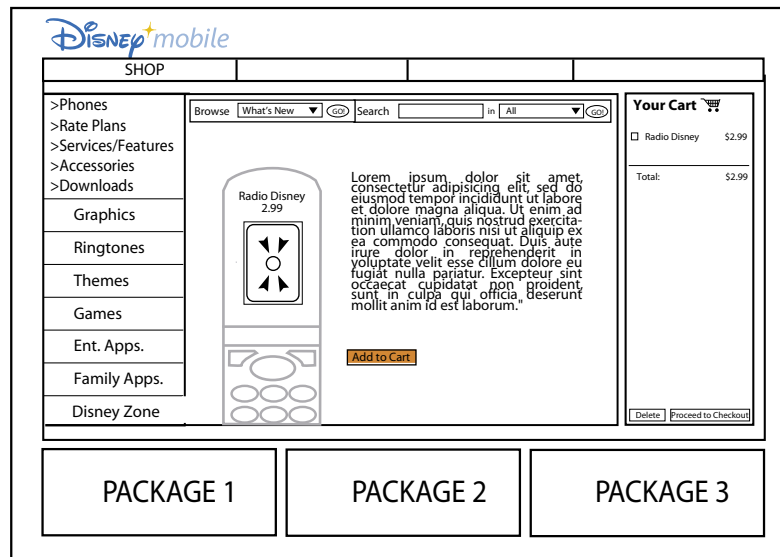 Disney mobile
SHOP
>Phones
>Rate Plans
>Services/Features
>Accessories
>Downloads
Graphics
Ringtones
Themes
Games
Ent. Apps.
Family Apps.
Disney Zone
Browse What's New GO! Search in All GO!
Radio Disney
2.99
Lorem ipsum dolor sit amet,
consectetur adipisicing elit, sed do
eiusmod tempor incididunt ut labore
et dolore magna aliqua. Ut enim ad
minim veniam, quis nostrud exercita-
tion ullamco laboris nisi ut aliquip ex
ea commodo consequat. Duis aute
irure dolor in reprehenderit in
voluptate velit esse cillum dolore eu
fugiat nulla pariatur. Excepteur sint
occaecat cupidatat non proident,
sunt in culpa qui officia deserunt
mollit anim id est laborum."
Add to Cart
Your Cart
Radio Disney $2.99
Total: $2.99
Delete Proceed to Checkout
PACKAGE 1
PACKAGE 2
PACKAGE 3